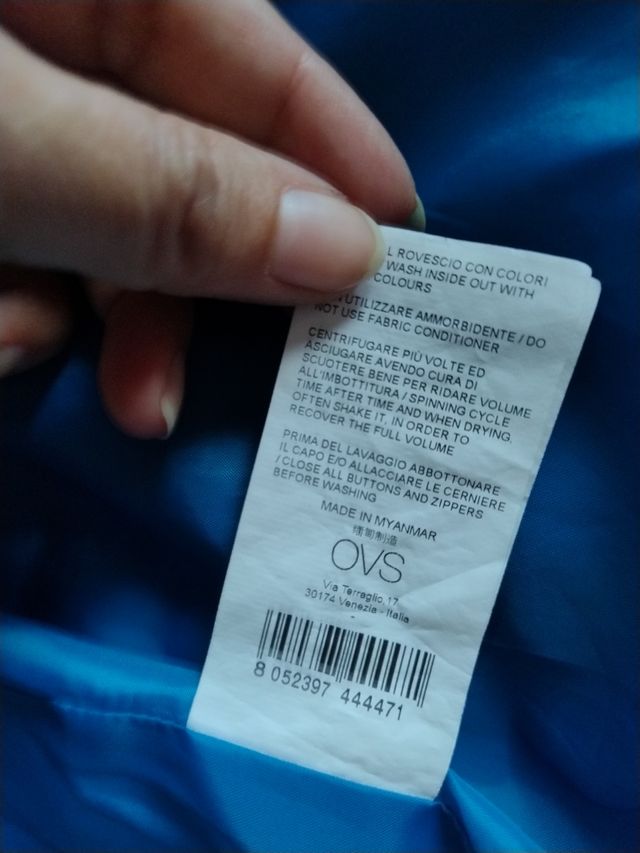 L ROVESCIO CON COLORI
WASH INSIDE OUT WITH
COLOURS
UTILIZZARE AMMORBIDENTE / DO
NOT USE FABRIC CONDITIONER
CENTRIFUGARE PIÙ VOLTE ED
ASCIUGARE AVENDO CURA DI
SCUOTERE BENE PER RIDARE VOLUME
ALL'IMBOTTITURA / SPINNING CYCLE
TIME AFTER TIME AND WHEN DRYING.
OFTEN SHAKE IT, IN ORDER TO
RECOVER THE FULL VOLUME
PRIMA DEL LAVAGGIO ABBOTTONARE
IL CAPO E/O ALLACCIARE LE CERNIERE
/ CLOSE ALL BUTTONS AND ZIPPERS
BEFORE WASHING
MADE IN MYANMAR
缅甸制造
OVS
Via Terraglio,17
30174 Venezia - Italia
-
8 052397 444471